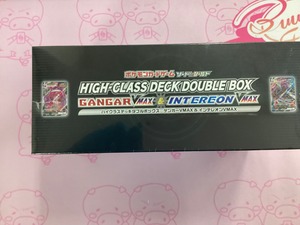 ポケモンカードゲーム ソード&シールド
HIGH-CLASS DECK DOUBLE BOX
GANGAR VMAX & INTEREON VMAX
ハイクラスデッキダブルボックス ゲンガーVMAX & インテレオンVMAX